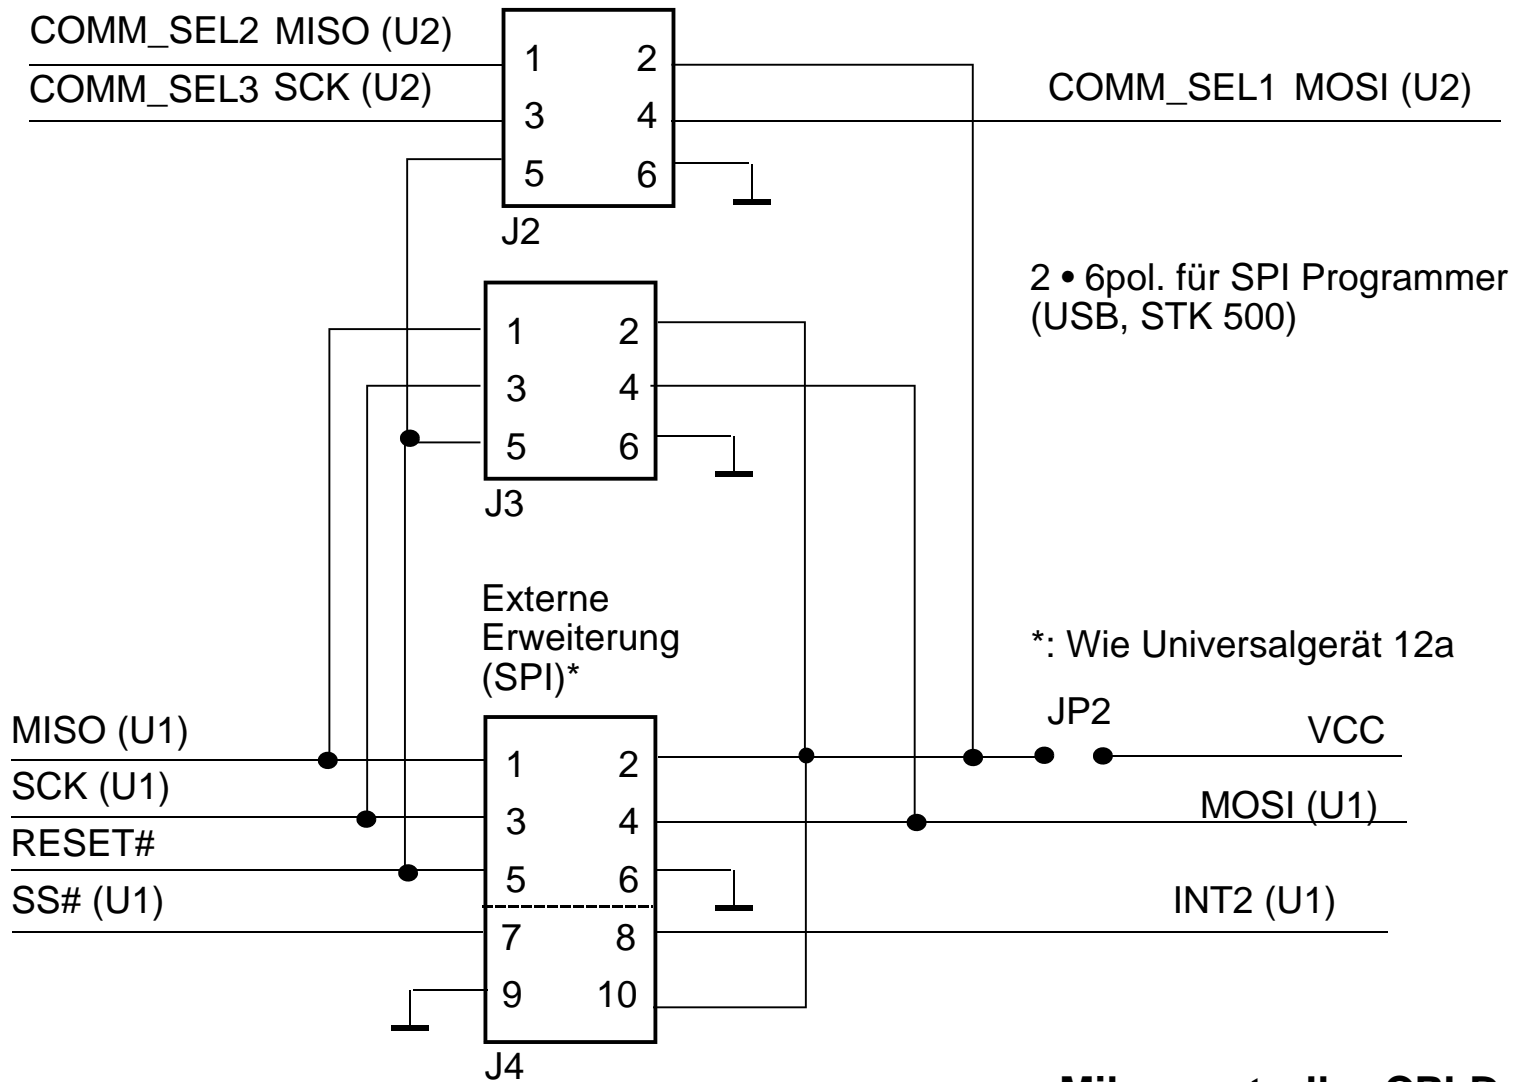 COMM_SEL2 MISO (U2)
1 2
COMM_SEL3 SCK (U2)
COMM_SEL1 MOSI (U2)
3 4
5 6
J2
2 • 6pol. für SPI Programmer
(USB, STK 500)
1 2
3 4
5 6
J3
Externe
Erweiterung
(SPI)*
*: Wie Universalgerät 12a
JP2
VCC
MISO (U1)
1 2
SCK (U1)
MOSI (U1)
3 4
RESET#
5 6
SS# (U1)
INT2 (U1)
7 8
9 10
J4